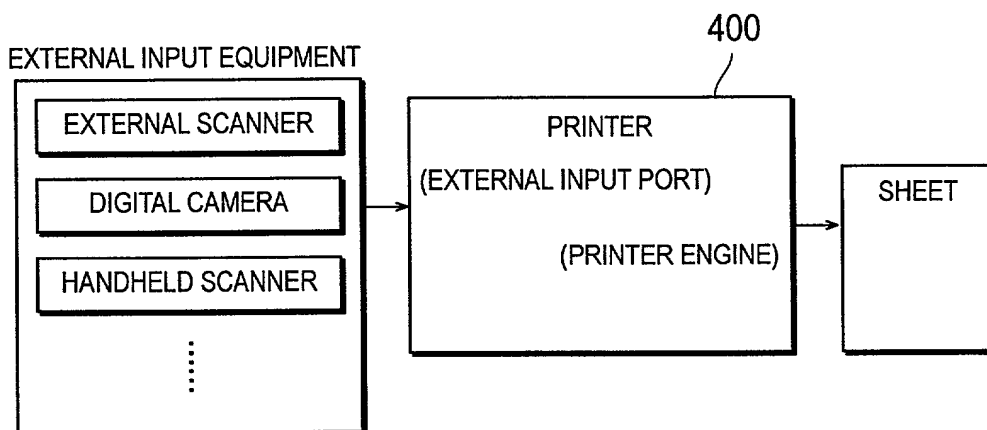 400
EXTERNAL INPUT EQUIPMENT
EXTERNAL SCANNER
DIGITAL CAMERA
HANDHELD SCANNER
PRINTER
(EXTERNAL INPUT PORT)
(PRINTER ENGINE)
SHEET